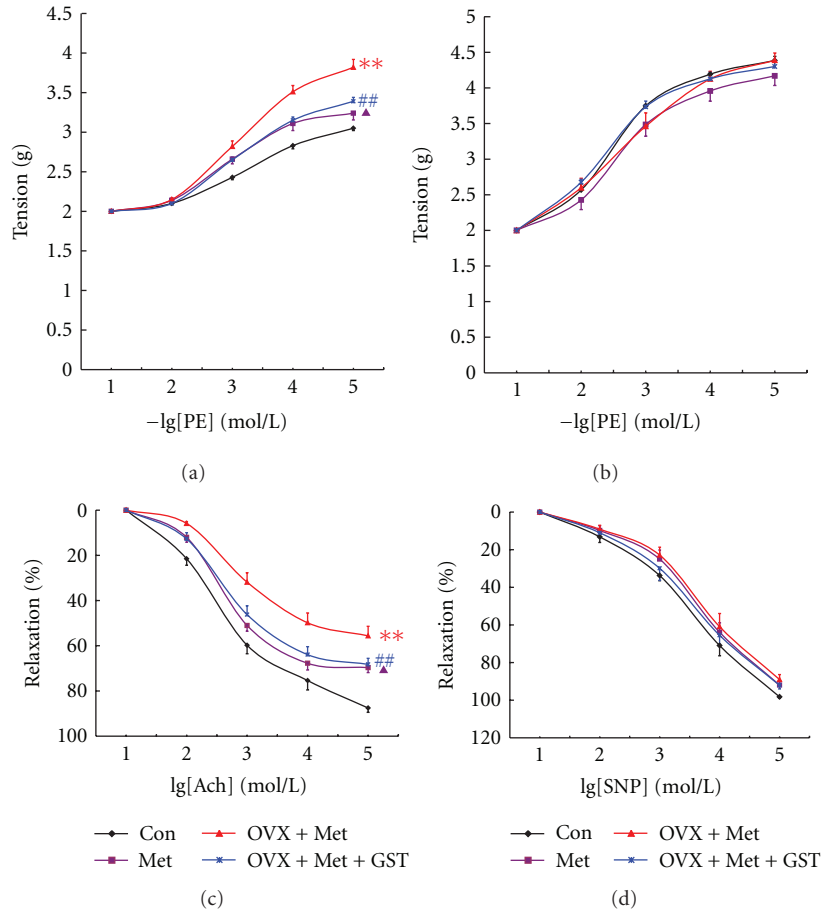 4.5
4
3.5
3
2.5
2
1.5
1
0.5
0
Tension (g)
**
##
▲
1 2 3 4 5
−lg[PE] (mol/L)
(a)
5
4.5
4
3.5
3
2.5
2
1.5
1
0.5
0
Tension (g)
1 2 3 4 5
−lg[PE] (mol/L)
(b)
0
20
40
60
80
100
Relaxation (%)
**
##
▲
1 2 3 4 5
lg[Ach] (mol/L)
Con
OVX + Met
Met
OVX + Met + GST
(c)
0
20
40
60
80
100
120
Relaxation (%)
1 2 3 4 5
lg[SNP] (mol/L)
Con
OVX + Met
Met
OVX + Met + GST
(d)